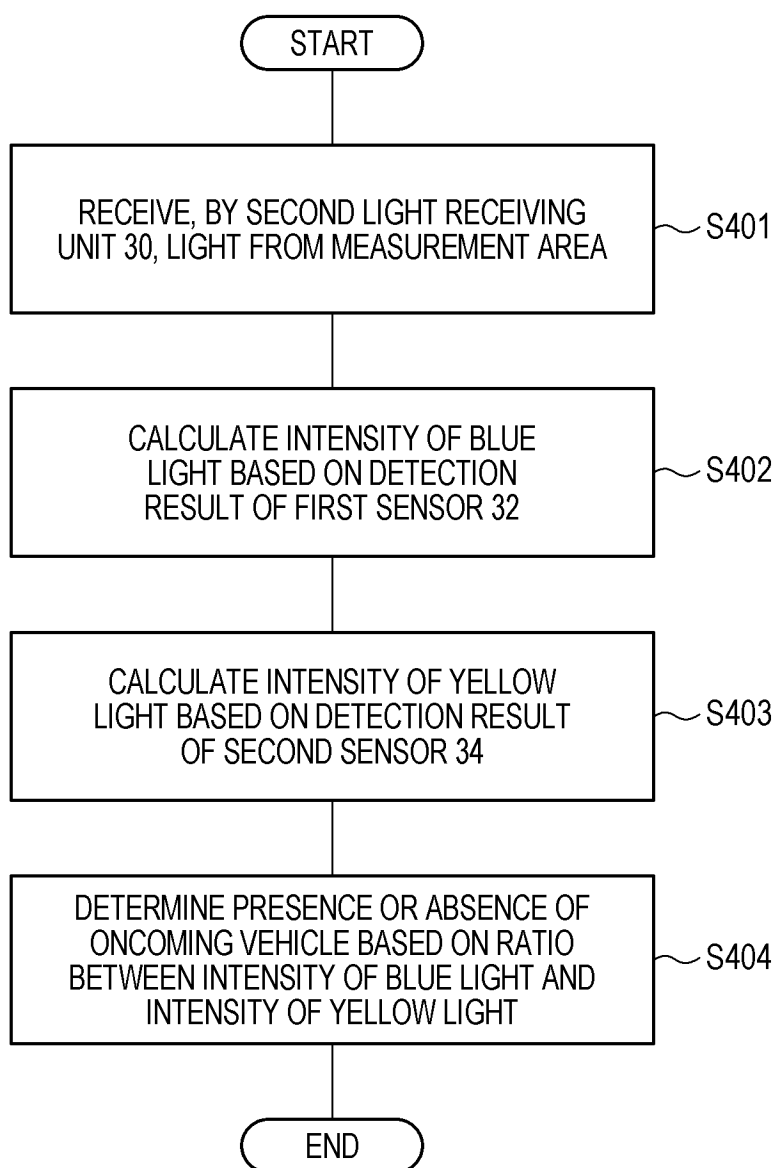 START
RECEIVE, BY SECOND LIGHT RECEIVING
UNIT 30, LIGHT FROM MEASUREMENT AREA
S401
CALCULATE INTENSITY OF BLUE
LIGHT BASED ON DETECTION
RESULT OF FIRST SENSOR 32
S402
CALCULATE INTENSITY OF YELLOW
LIGHT BASED ON DETECTION RESULT
OF SECOND SENSOR 34
S403
DETERMINE PRESENCE OR ABSENCE OF
ONCOMING VEHICLE BASED ON RATIO
BETWEEN INTENSITY OF BLUE LIGHT AND
INTENSITY OF YELLOW LIGHT
S404
END